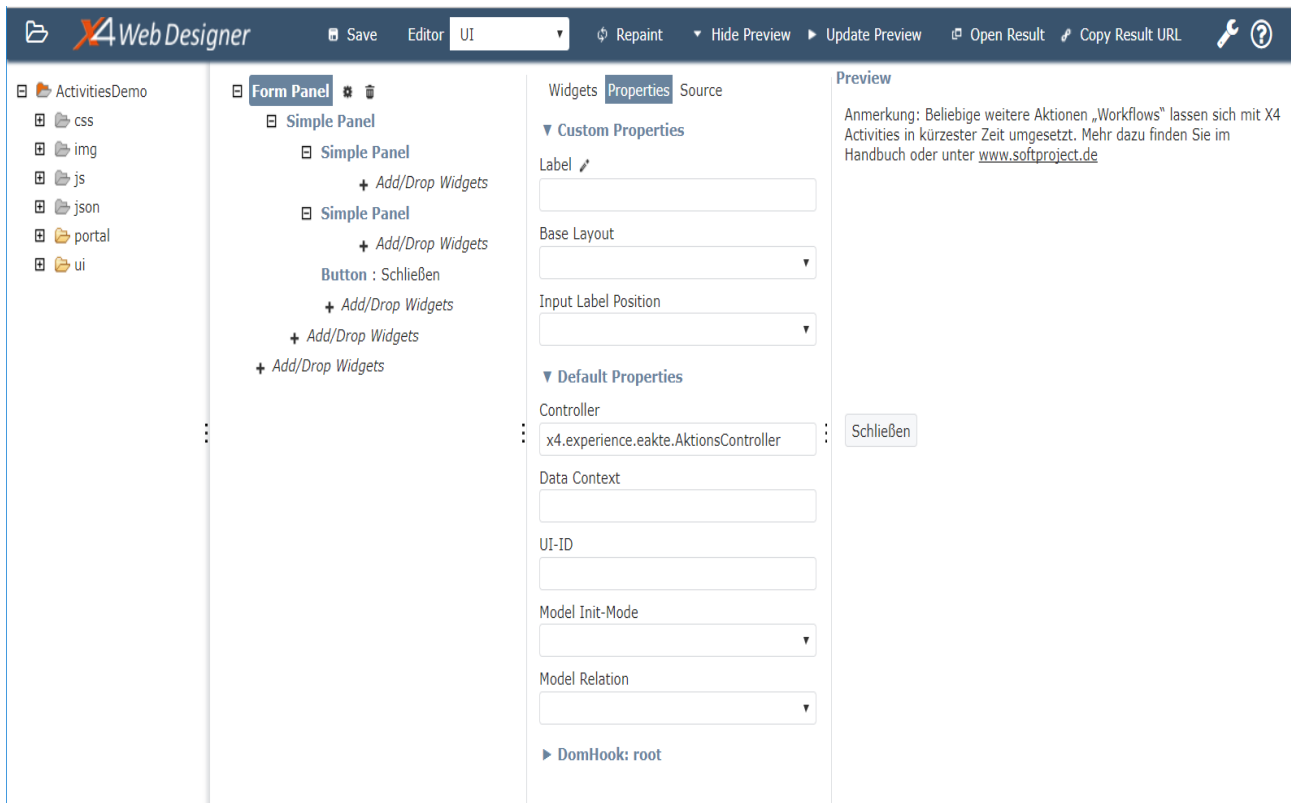 X4 Web Designer
Save
Editor
UI
Repaint
Hide Preview
Update Preview
Open Result
Copy Result URL
ActivitiesDemo
css
img
js
json
portal
ui
Form Panel
Simple Panel
Simple Panel
+ Add/Drop Widgets
Simple Panel
+ Add/Drop Widgets
Button : Schließen
+ Add/Drop Widgets
+ Add/Drop Widgets
+ Add/Drop Widgets
Widgets Properties Source
Custom Properties
Label
Base Layout
Input Label Position
Default Properties
Controller
x4.experience.eakte.AktionsController
Data Context
UI-ID
Model Init-Mode
Model Relation
DomHook: root
Preview
Anmerkung: Beliebige weitere Aktionen „Workflows“ lassen sich mit X4
Activities in kürzester Zeit umgesetzt. Mehr dazu finden Sie im
Handbuch oder unter www.softproject.de
Schließen